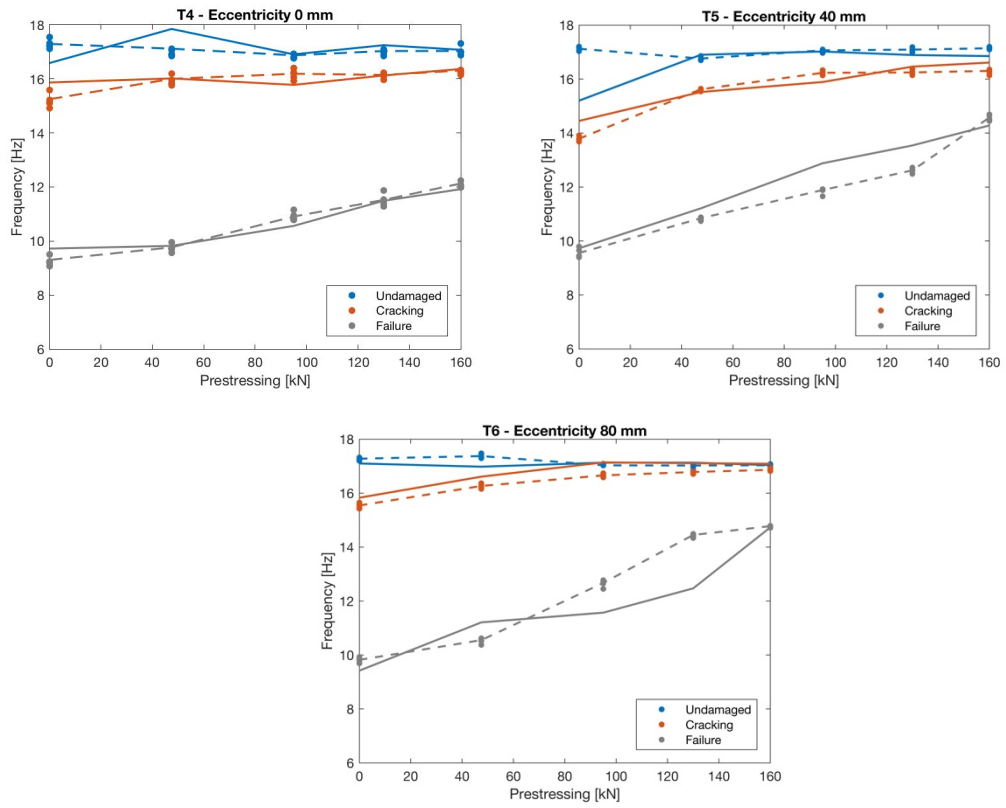 T4 - Eccentricity 0 mm
18
16
14
12
10
8
6
Frequency [Hz]
0 20 40 60 80 100 120 140 160
Prestressing [kN]
Undamaged
Cracking
Failure
T5 - Eccentricity 40 mm
18
16
14
12
10
8
6
Frequency [Hz]
0 20 40 60 80 100 120 140 160
Prestressing [kN]
Undamaged
Cracking
Failure
T6 - Eccentricity 80 mm
18
16
14
12
10
8
6
Frequency [Hz]
0 20 40 60 80 100 120 140 160
Prestressing [kN]
Undamaged
Cracking
Failure